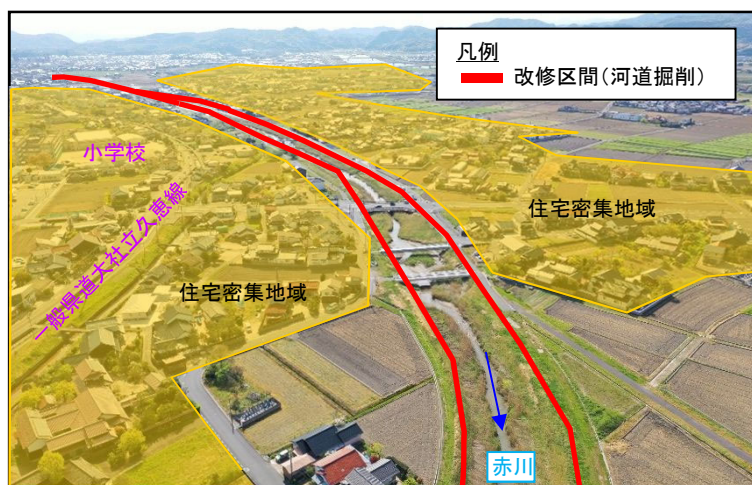 凡例
改修区間(河道掘削)
小学校
一般県道大社立久恵線
住宅密集地域
住宅密集地域
赤川